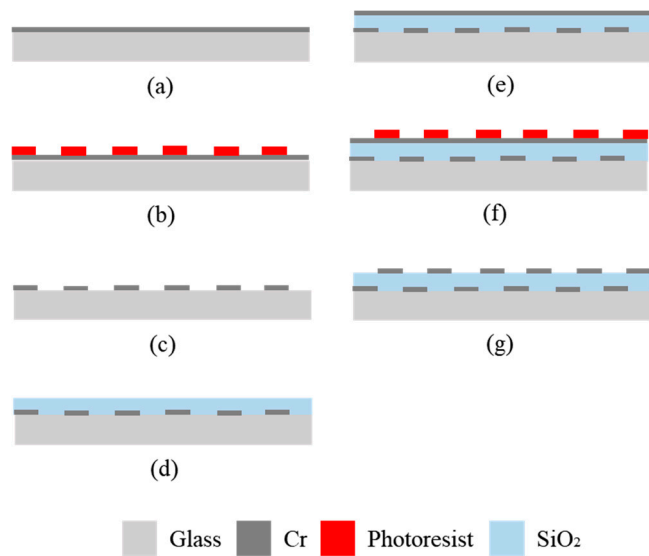 (a)
(b)
(c)
(d)
(e)
(f)
(g)
Glass Cr Photoresist SiO₂